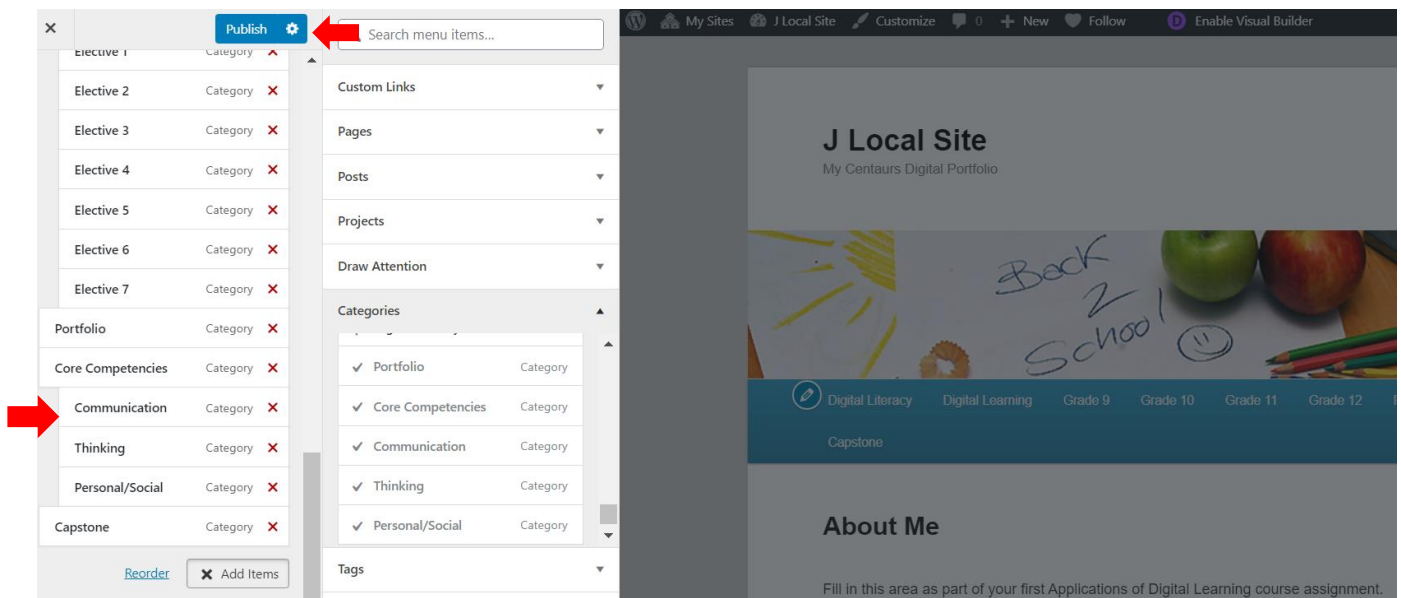 Publish
Elective 1 Category
Elective 2 Category
Elective 3 Category
Elective 4 Category
Elective 5 Category
Elective 6 Category
Elective 7 Category
Portfolio Category
Core Competencies Category
Communication Category
Thinking Category
Personal/Social Category
Capstone Category
Reorder Add Items
Search menu items...
Custom Links
Pages
Posts
Projects
Draw Attention
Categories
Portfolio Category
Core Competencies Category
Communication Category
Thinking Category
Personal/Social Category
Tags
My Sites J Local Site Customize 0 New Follow D Enable Visual Builder
J Local Site
My Centaurs Digital Portfolio
Back
2
School
Digital Literacy Digital Learning Grade 9 Grade 10 Grade 11 Grade 12
Capstone
About Me
Fill in this area as part of your first Applications of Digital Learning course assignment.